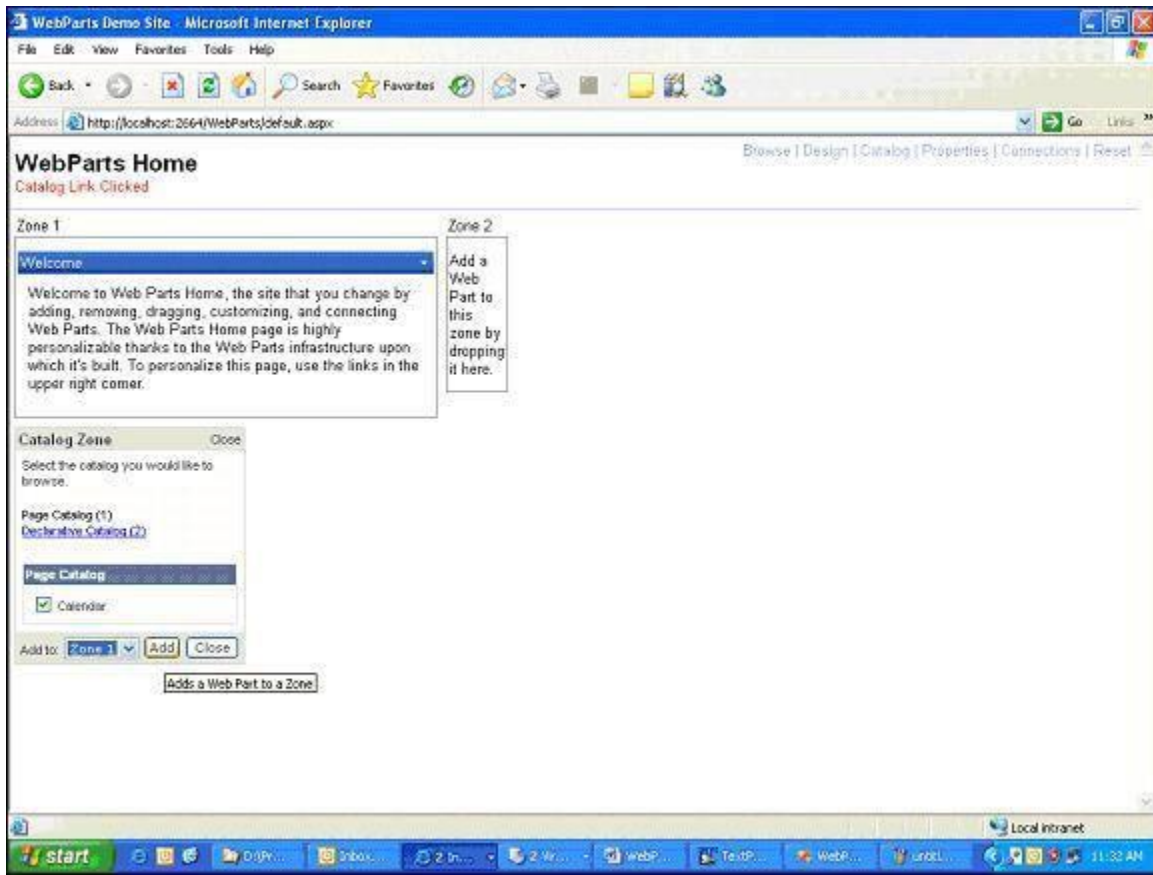 WebParts Demo Site - Microsoft Internet Explorer
File Edit View Favorites Tools Help
Back Search Favorites
Address http://localhost:2664/WebParts/default.aspx Go Links
WebParts Home
Browse | Design | Catalog | Properties | Connections | Reset
Catalog Link Clicked
Zone 1
Welcome
Welcome to Web Parts Home, the site that you change by
adding, removing, dragging, customizing, and connecting
Web Parts. The Web Parts Home page is highly
personalizable thanks to the Web Parts infrastructure upon
which it's built. To personalize this page, use the links in the
upper right corner.
Zone 2
Add a
Web
Part to
this
zone by
dropping
it here.
Catalog Zone Close
Select the catalog you would like to
browse.
Page Catalog (1)
Declarative Catalog (2)
Page Catalog
Calendar
Add to: Zone 1 Add Close
Adds a Web Part to a Zone
Local intranet
start Inbox... 2 In... WebP... TextP... WebP... 11:32 AM